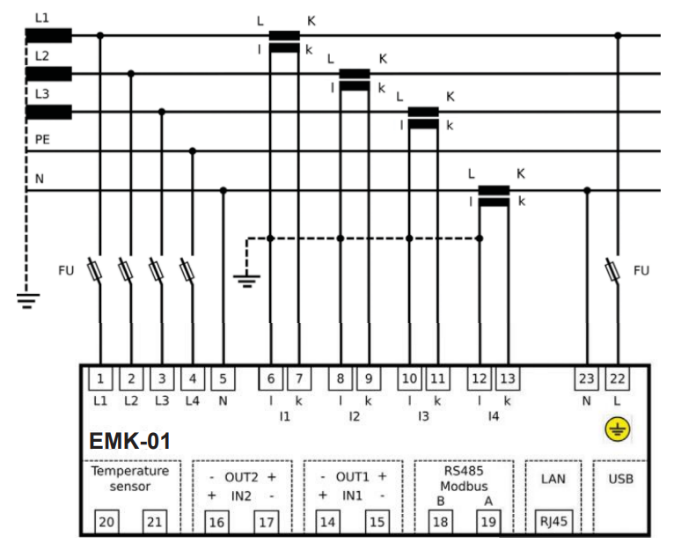 L1
L K
l k
L2
L K
l k
L3
L K
l k
PE
N
L K
l k
FU FU
1 2 3 4 5 6 7 8 9 10 11 12 13 23 22
L1 L2 L3 L4 N l k l k l k l k N L
I1 I2 I3 I4
EMK-01
Temperature
sensor
20 21
- OUT2 +
+ IN2 -
16 17
- OUT1 +
+ IN1 -
14 15
RS485
Modbus
B A
18 19
LAN
RJ45
USB